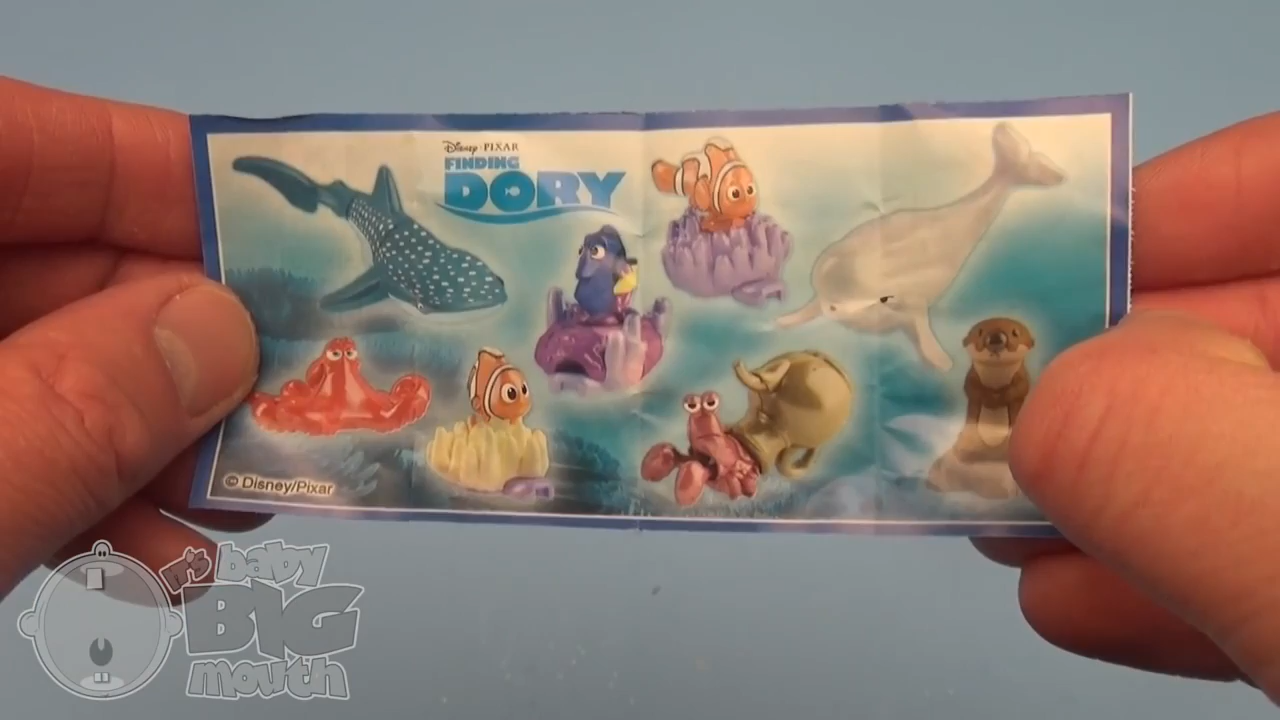 Disney · PIXAR
FINDING
DORY
© Disney/Pixar
IT'S baby
BIG
mouth